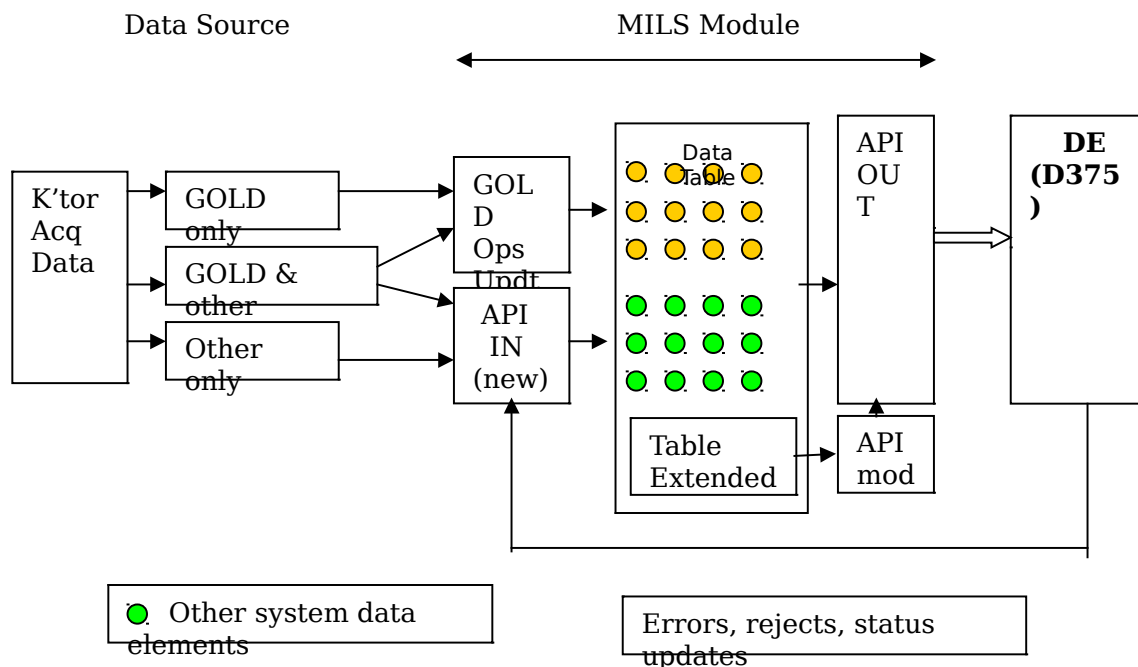 Data Source
MILS Module
K'tor
Acq
Data
GOLD
only
GOLD &
other
Other
only
GOL
D
Ops
Updt
API
IN
(new)
Data
Table
Table
Extended
API
OU
T
API
mod
DE
(D375
)
Other system data
elements
Errors, rejects, status
updates